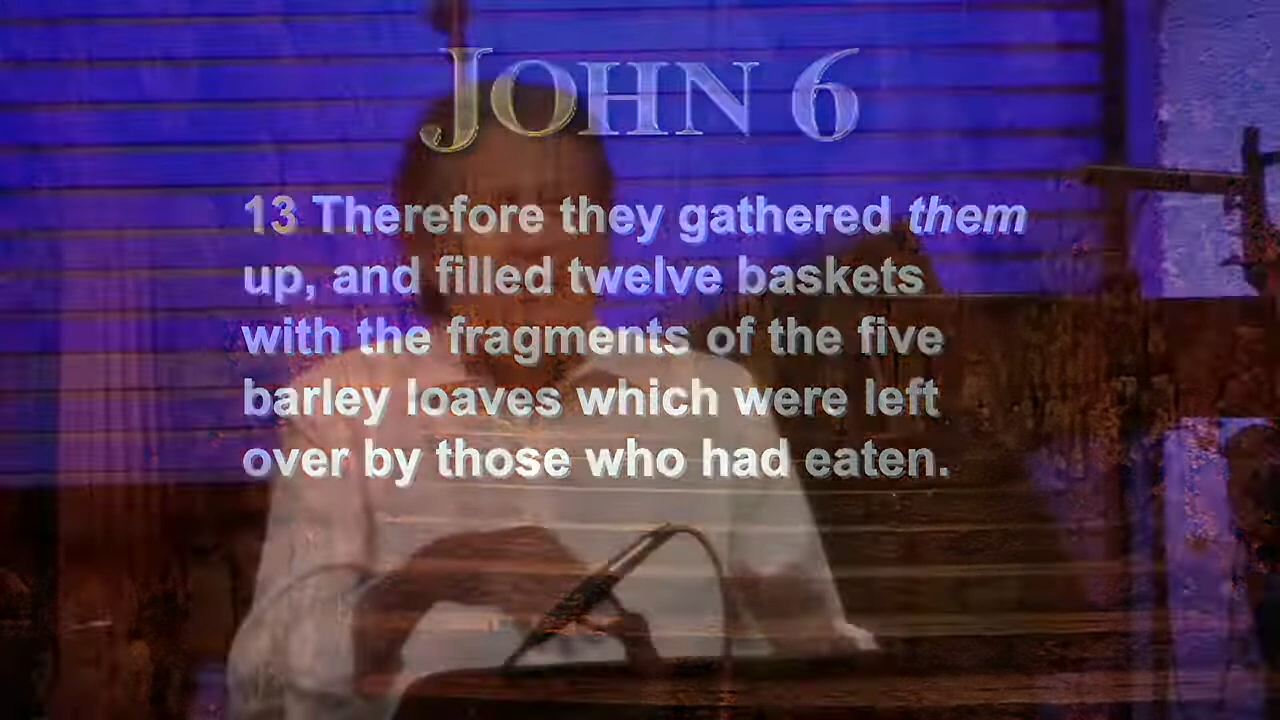 JOHN 6
13 Therefore they gathered them
up, and filled twelve baskets
with the fragments of the five
barley loaves which were left
over by those who had eaten.